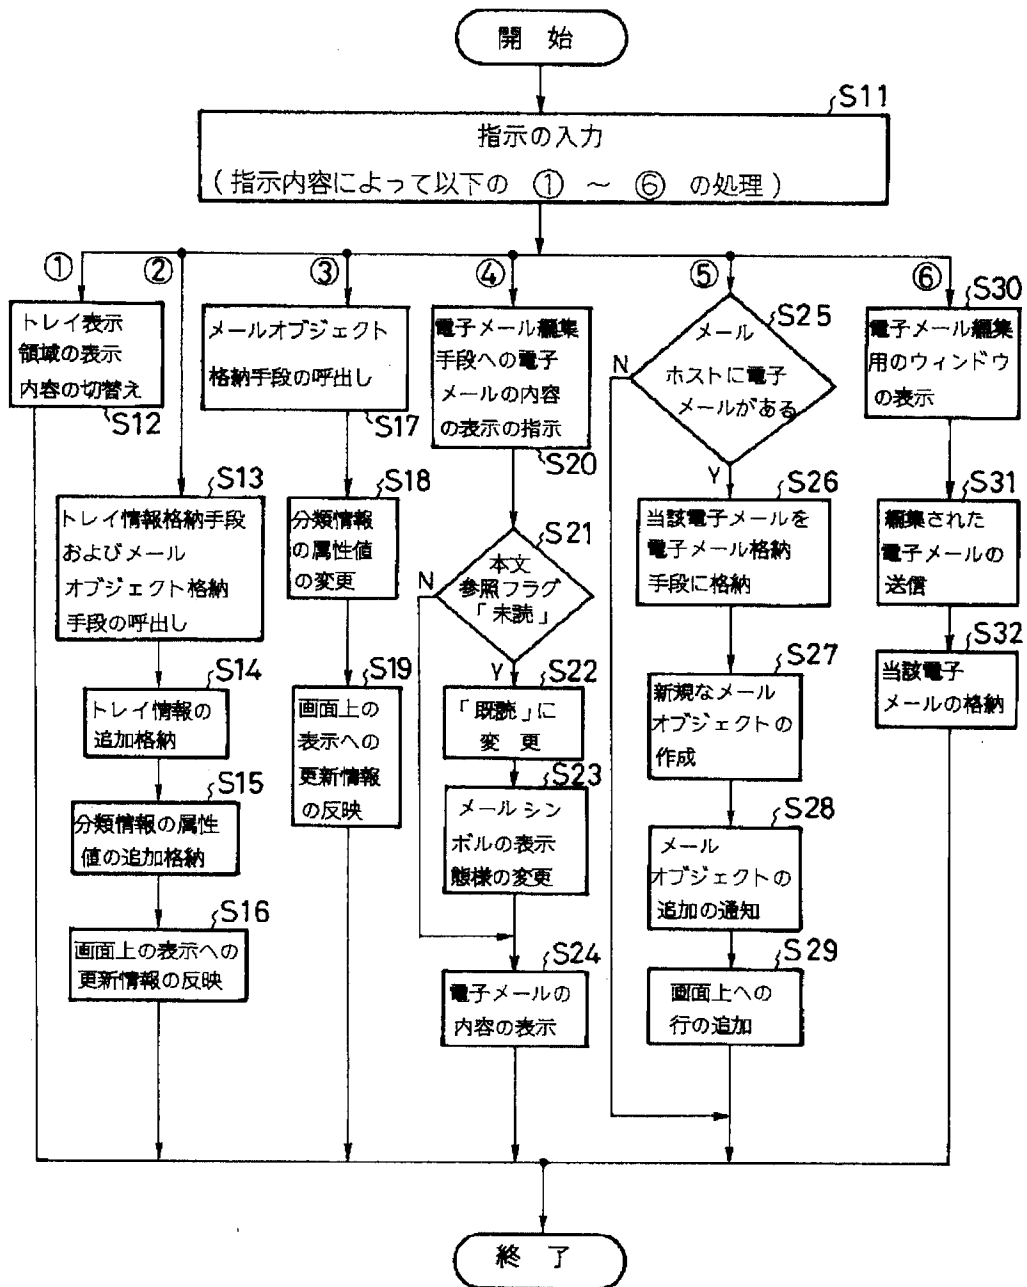 開 始
S11
指示の入力
(指示内容によって以下の ① ～ ⑥ の処理)
①
トレイ表示
領域の表示
内容の切替え
S12
②
S13
トレイ情報格納手段
およびメール
オブジェクト格納
手段の呼出し
S14
トレイ情報の
追加格納
S15
分類情報の属性
値の追加格納
S16
画面上の表示への
更新情報の反映
③
メールオブジェクト
格納手段の呼出し
S17
S18
分類情報
の属性値
の変更
S19
画面上の
表示への
更新情報
の反映
④
電子メール編集
手段への電子
メールの内容
の表示の指示
S20
S21
本文
参照フラグ
「未読」
N
Y
S22
「既読」に
変 更
S23
メールシン
ボルの表示
態様の変更
S24
電子メールの
内容の表示
⑤
S25
メール
ホストに電子
メールがある
N
Y
S26
当該電子メールを
電子メール格納
手段に格納
S27
新規なメール
オブジェクトの
作成
S28
メール
オブジェクトの
追加の通知
S29
画面上への
行の追加
⑥
S30
電子メール編集
用のウィンドウ
の表示
S31
編集された
電子メールの
送信
S32
当該電子
メールの格納
終 了